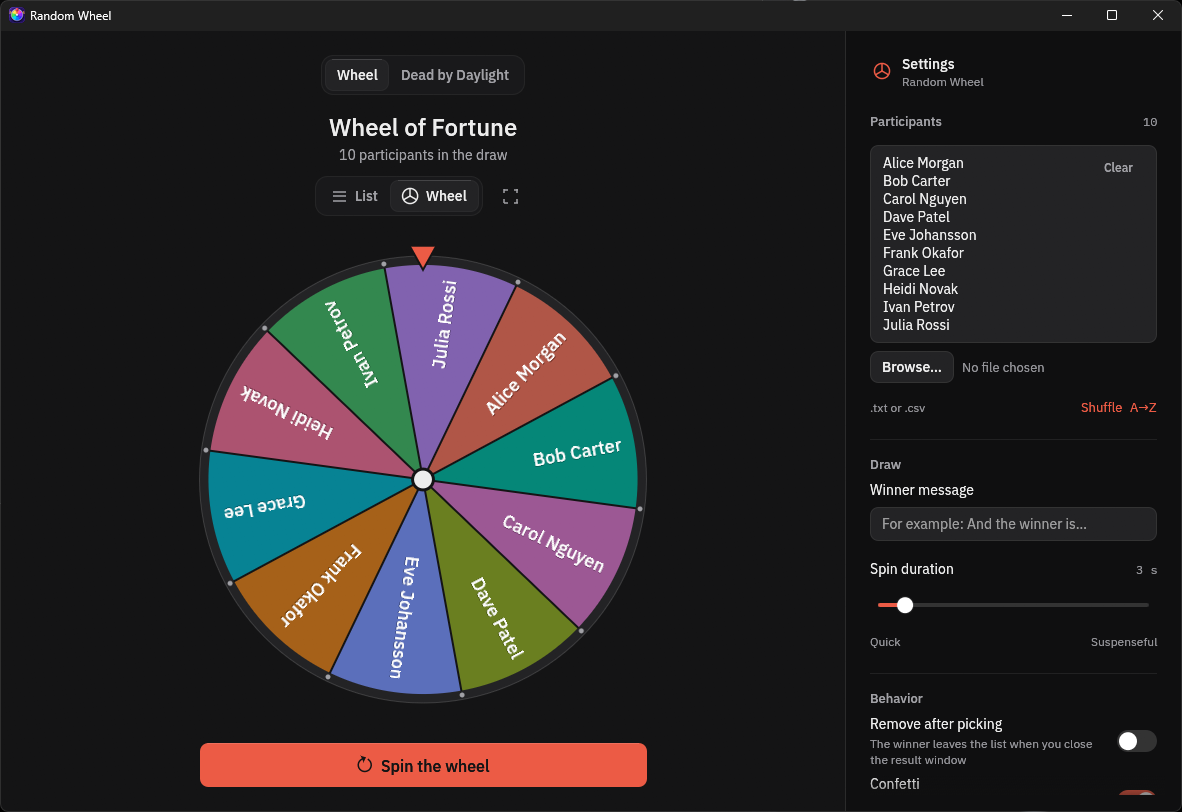 Random Wheel
Wheel
Dead by Daylight
Wheel of Fortune
10 participants in the draw
List
Wheel
Julia Rossi
Alice Morgan
Bob Carter
Carol Nguyen
Dave Patel
Eve Johansson
Frank Okafor
Grace Lee
Heidi Novak
Ivan Petrov
Spin the wheel
Settings
Random Wheel
Participants 10
Alice Morgan
Clear
Bob Carter
Carol Nguyen
Dave Patel
Eve Johansson
Frank Okafor
Grace Lee
Heidi Novak
Ivan Petrov
Julia Rossi
Browse... No file chosen
.txt or .csv
Shuffle A→Z
Draw
Winner message
For example: And the winner is...
Spin duration 3 s
Quick Suspenseful
Behavior
Remove after picking
The winner leaves the list when you close
the result window
Confetti